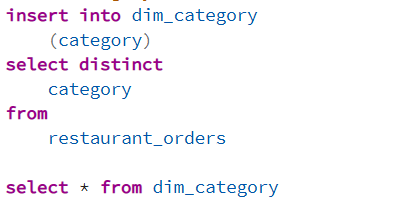 insert into dim_category
(category)
select distinct
category
from
restaurant_orders
select * from dim_category